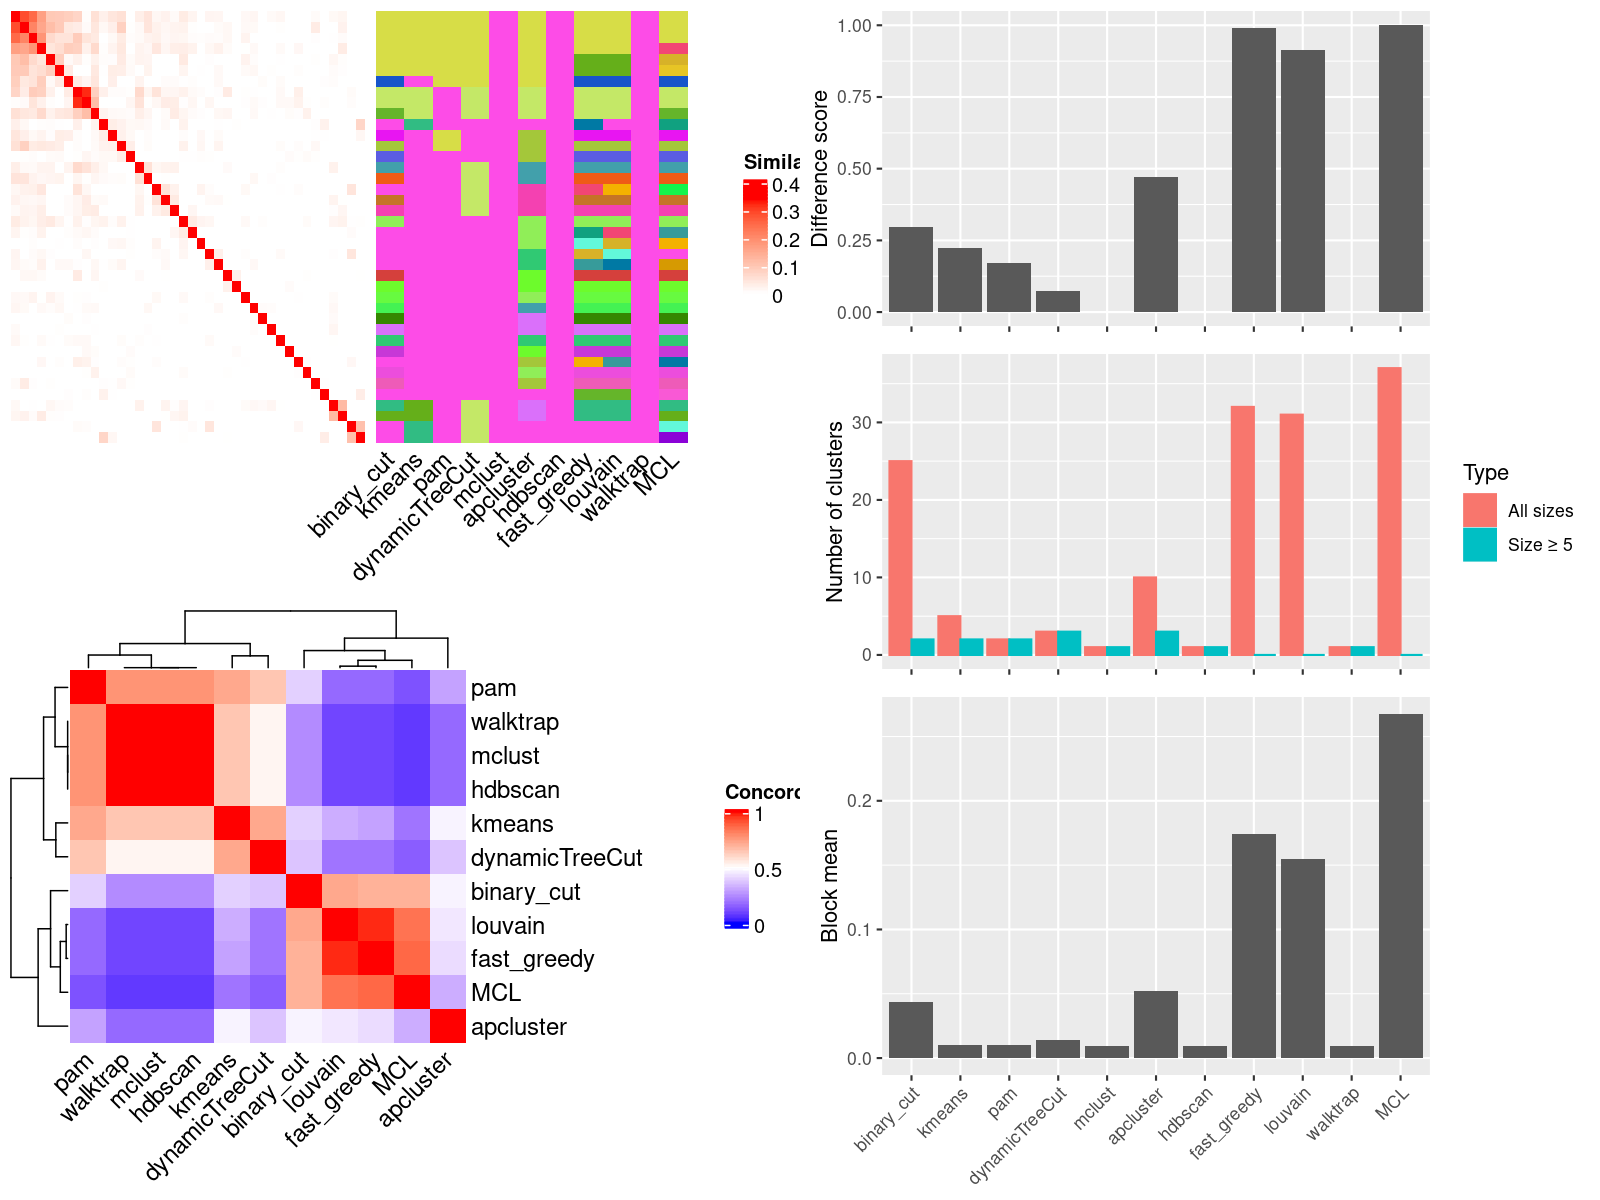 Simila
0.4
0.3
0.2
0.1
0
binary_cut
kmeans
pam
dynamicTreeCut
mclust
apcluster
hdbscan
fast_greedy
louvain
walktrap
MCL
pam
walktrap
mclust
hdbscan
kmeans
dynamicTreeCut
binary_cut
louvain
fast_greedy
MCL
apcluster
pam
walktrap
mclust
hdbscan
kmeans
dynamicTreeCut
binary_cut
louvain
fast_greedy
MCL
apcluster
Concord
1
0.5
0
Difference score
1.00
0.75
0.50
0.25
0.00
Number of clusters
30
20
10
0
Type
All sizes
Size ≥ 5
Block mean
0.2
0.1
0.0
binary_cut
kmeans
pam
dynamicTreeCut
mclust
apcluster
hdbscan
fast_greedy
louvain
walktrap
MCL